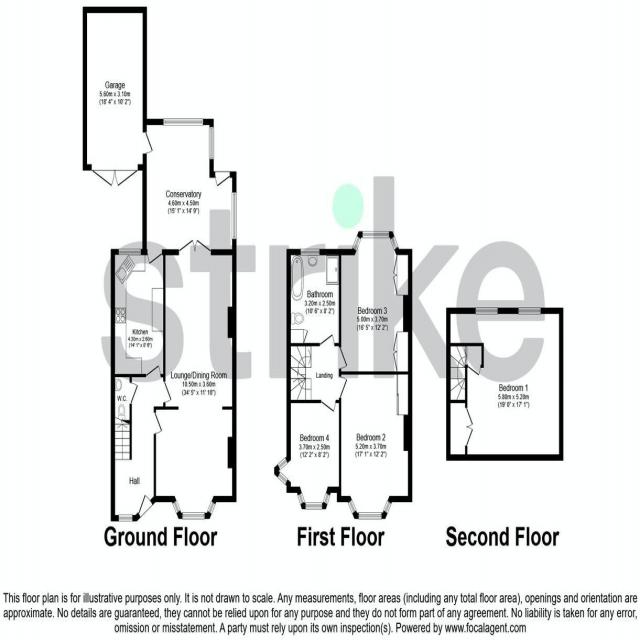 Garage
5.60m x 3.10m
(18' 4" x 10' 2")
Conservatory
4.60m x 4.50m
(15' 1" x 14' 9")
strike
Kitchen
4.30m x 2.60m
(14' 1" x 8' 6")
Lounge/Dining Room
10.50m x 3.60m
(34' 5" x 11' 10")
W.C.
Hall
Ground Floor
Bathroom
3.20m x 2.50m
(10' 6" x 8' 2")
Bedroom 3
5.00m x 3.70m
(16' 5" x 12' 2")
Landing
Bedroom 4
3.70m x 2.50m
(12' 2" x 8' 2")
Bedroom 2
5.20m x 3.70m
(17' 1" x 12' 2")
First Floor
Bedroom 1
5.80m x 5.20m
(19' 0" x 17' 1")
Second Floor
This floor plan is for illustrative purposes only. It is not drawn to scale. Any measurements, floor areas (including any total floor area), openings and orientation are
approximate. No details are guaranteed, they cannot be relied upon for any purpose and they do not form part of any agreement. No liability is taken for any error,
omission or misstatement. A party must rely upon its own inspection(s). Powered by www.focalagent.com